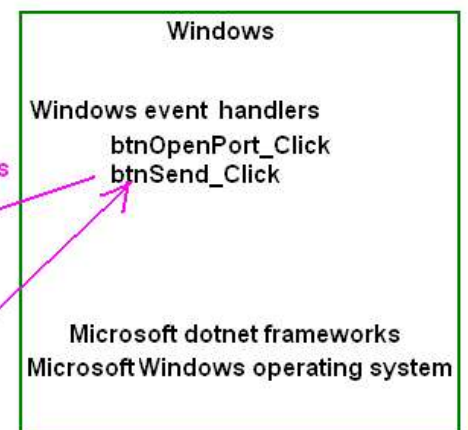 Windows
Windows event handlers
btnOpenPort_Click
s
btnSend_Click
Microsoft dotnet frameworks
Microsoft Windows operating system